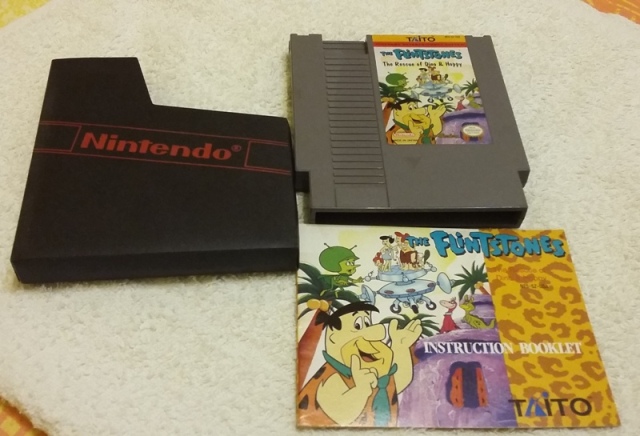 Nintendo®
TAITO
THE FLINTSTONES
The Rescue of Dino & Hoppy
THE FLINTSTONES
INSTRUCTION BOOKLET
TAITO